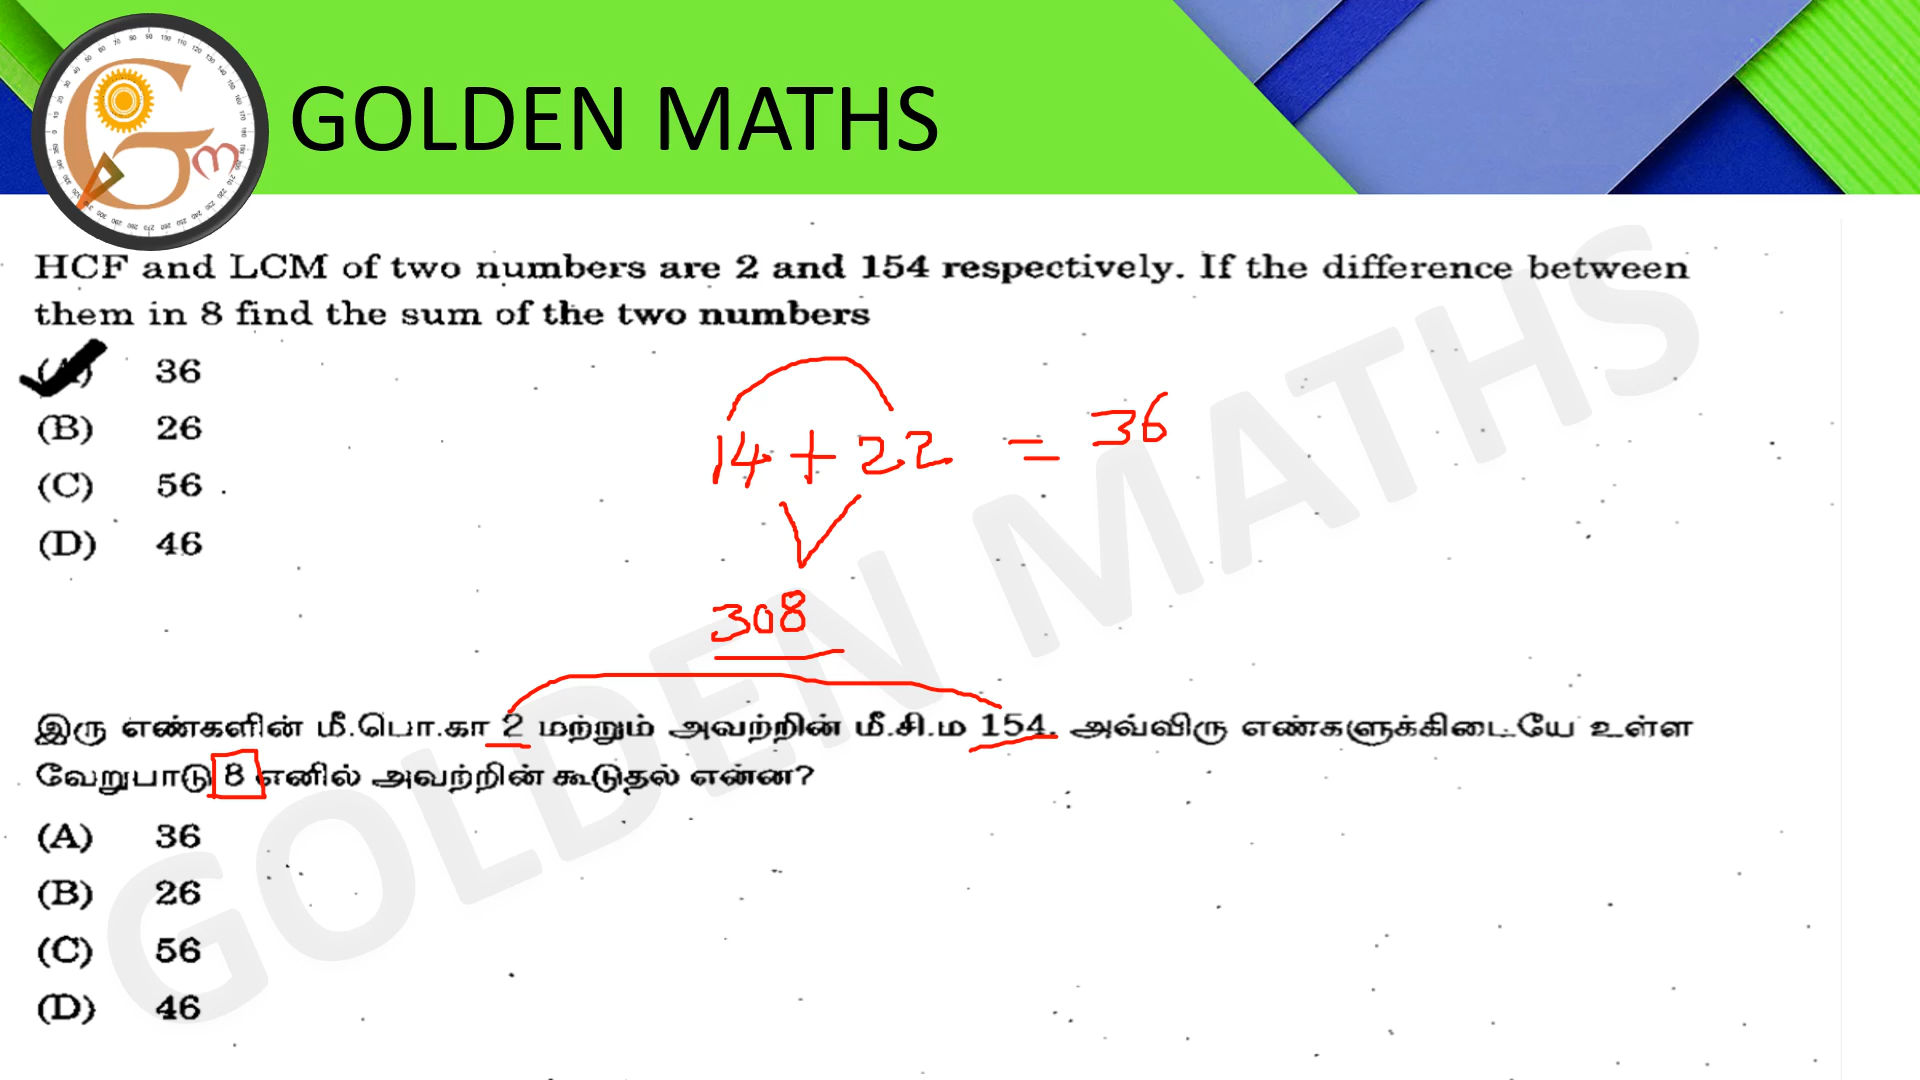 GOLDEN MATHS
HCF and LCM of two numbers are 2 and 154 respectively. If the difference between
them in 8 find the sum of the two numbers
(A) 36
(B) 26
(C) 56
(D) 46
14 + 22 = 36
308
இரு எண்களின் மீ.பொ.கா 2 மற்றும் அவற்றின் மீ.சி.ம 154. அவ்விரு எண்களுக்கிடையே உள்ள
வேறுபாடு 8 எனில் அவற்றின் கூடுதல் என்ன?
(A) 36
(B) 26
(C) 56
(D) 46
GOLDEN MATHS